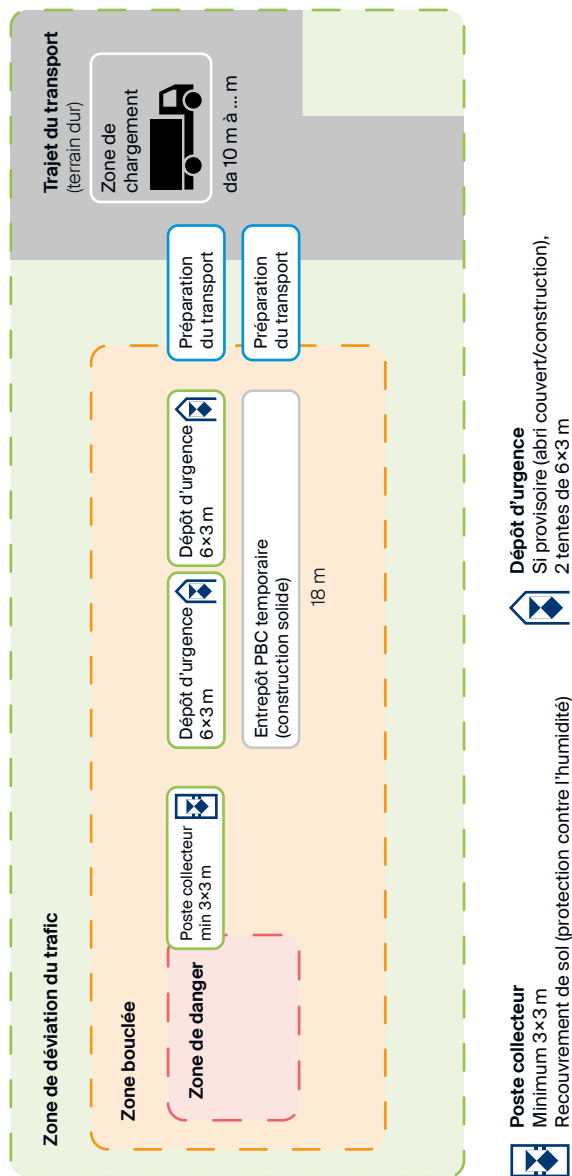 Zone de déviation du trafic
Zone bouclée
Zone de danger
Poste collecteur
min 3×3 m
Dépôt d’urgence
6×3 m
Dépôt d’urgence
6×3 m
Entrepôt PBC temporaire
(construction solide)
18 m
Préparation
du transport
Préparation
du transport
Trajet du transport
(terrain dur)
Zone de
chargement
da 10 m à ... m
Poste collecteur
Minimum 3×3 m
Recouvrement de sol (protection contre l’humidité)
Dépôt d’urgence
Si provisoire (abri couvert/construction),
2 tentes de 6×3 m